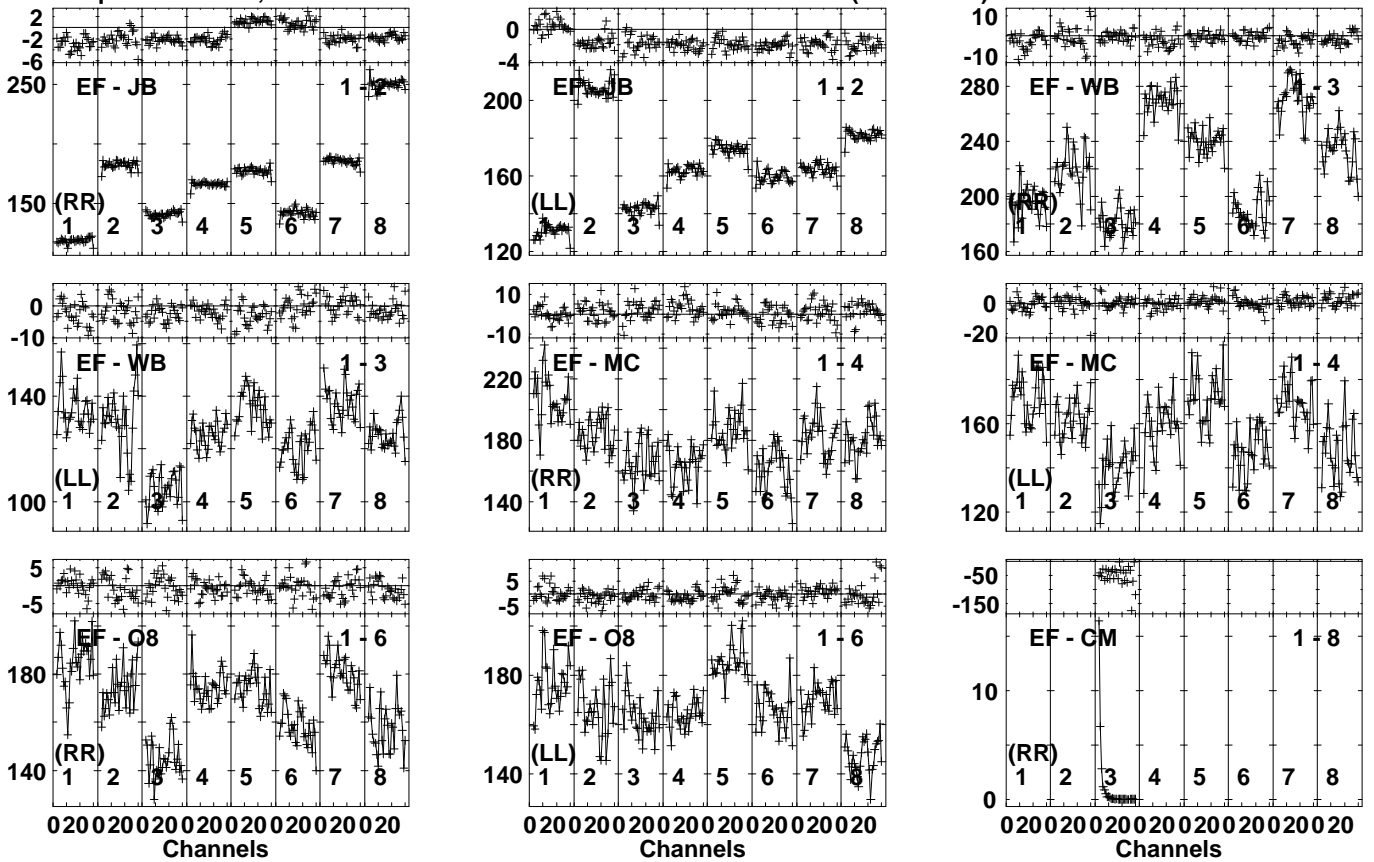 2
-2
-6
250
150
EF - JB 1 - 2
(RR)
1 2 3 4 5 6 7 8
0
-4
200
160
120
EF - JB 1 - 2
(LL)
1 2 3 4 5 6 7 8
10
-10
280
240
200
160
EF - WB 1 - 3
(RR)
1 2 3 4 5 6 7 8
0
-10
140
100
EF - WB 1 - 3
(LL)
1 2 3 4 5 6 7 8
10
-10
220
180
140
EF - MC 1 - 4
(RR)
1 2 3 4 5 6 7 8
0
-20
160
120
EF - MC 1 - 4
(LL)
1 2 3 4 5 6 7 8
5
-5
180
140
EF - O8 1 - 6
(RR)
1 2 3 4 5 6 7 8
0 20 0 20 0 20 0 20 0 20 0 20 0 20 0 20
Channels
5
-5
180
140
EF - O8 1 - 6
(LL)
1 2 3 4 5 6 7 8
0 20 0 20 0 20 0 20 0 20 0 20 0 20 0 20
Channels
-50
-150
10
0
EF - CM 1 - 8
(RR)
1 2 3 4 5 6 7 8
0 20 0 20 0 20 0 20 0 20 0 20 0 20 0 20
Channels